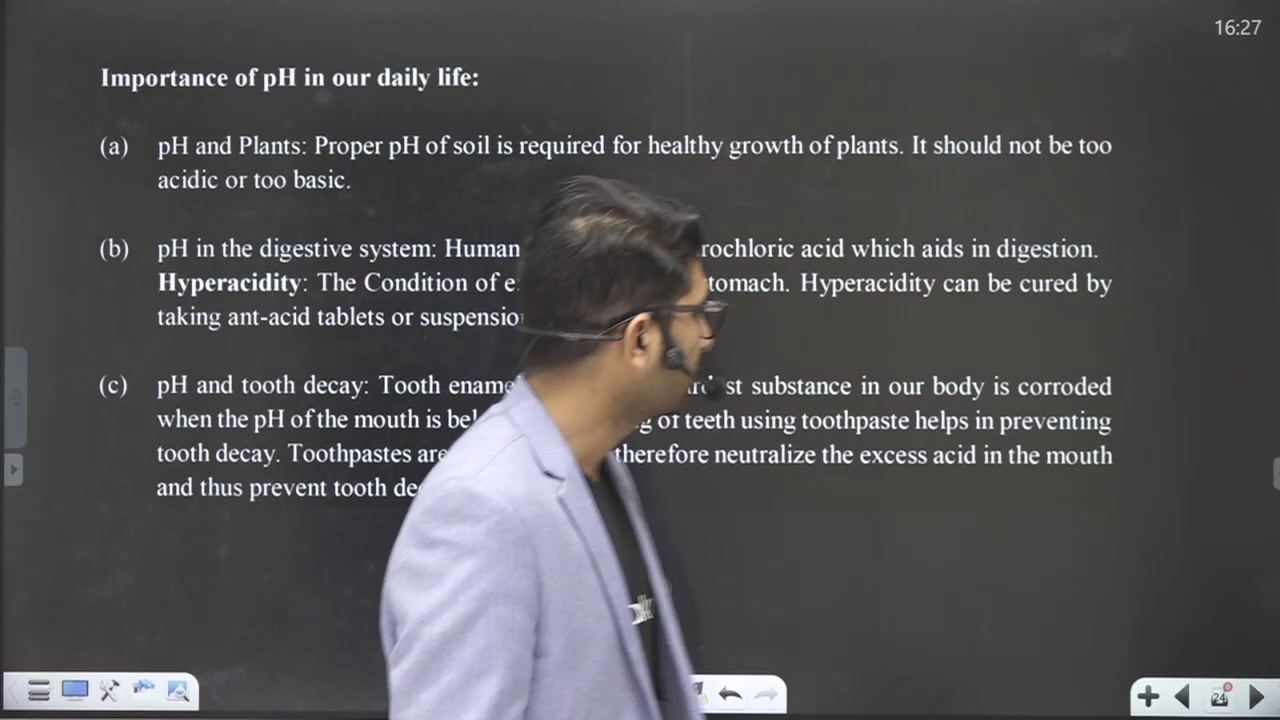 16:27
Importance of pH in our daily life:
(a) pH and Plants: Proper pH of soil is required for healthy growth of plants. It should not be too
acidic or too basic.
(b) pH in the digestive system: Human rochloric acid which aids in digestion.
Hyperacidity: The Condition of e tomach. Hyperacidity can be cured by
taking ant-acid tablets or suspensio
(c) pH and tooth decay: Tooth ename st substance in our body is corroded
when the pH of the mouth is bel g of teeth using toothpaste helps in preventing
tooth decay. Toothpastes are therefore neutralize the excess acid in the mouth
and thus prevent tooth de
24